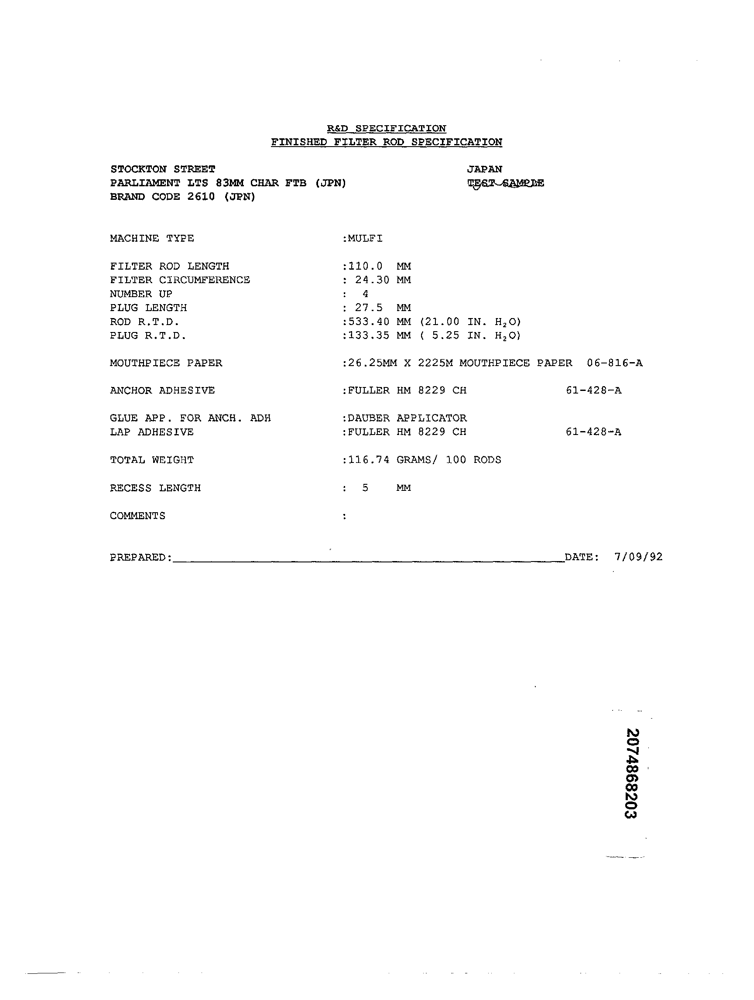 R&D SPECIFICATION
FINISHED FILTER ROD SPECIFICATION
STOCKTON STREET JAPAN
PARLIAMENT LTS 83MM CHAR FTB (JPN) TEST SAMPLE
BRAND CODE 2610 (JPN)
MACHINE TYPE :MULFI
FILTER ROD LENGTH :110.0 MM
FILTER CIRCUMFERENCE : 24.30 MM
NUMBER UP : 4
PLUG LENGTH : 27.5 MM
ROD R.T.D. :533.40 MM (21.00 IN. H₂O)
PLUG R.T.D. :133.35 MM ( 5.25 IN. H₂O)
MOUTHPIECE PAPER :26.25MM X 2225M MOUTHPIECE PAPER 06-816-A
ANCHOR ADHESIVE :FULLER HM 8229 CH 61-428-A
GLUE APP. FOR ANCH. ADH :DAUBER APPLICATOR
LAP ADHESIVE :FULLER HM 8229 CH 61-428-A
TOTAL WEIGHT :116.74 GRAMS/ 100 RODS
RECESS LENGTH : 5 MM
COMMENTS :
PREPARED: DATE: 7/09/92
2074868203